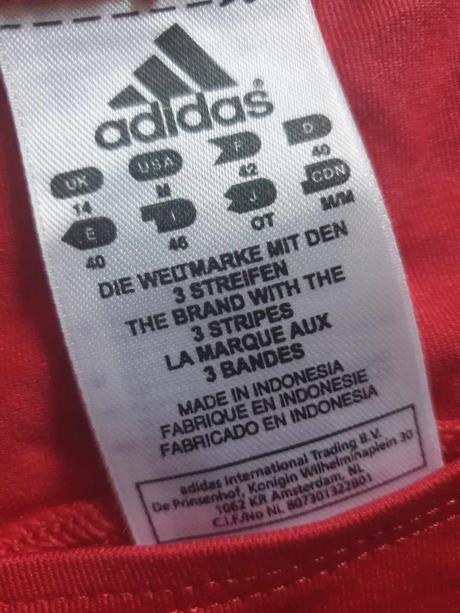 adidas®
UK USA F D
14 M 42 40
E I J CDN
40 46 OT M/M
DIE WELTMARKE MIT DEN
3 STREIFEN
THE BRAND WITH THE
3 STRIPES
LA MARQUE AUX
3 BANDES
MADE IN INDONESIA
FABRIQUE EN INDONESIE
FABRICADO EN INDONESIA
adidas International Trading B.V.
De Prinsenhof, Konigin Wilhelminaplein 30
1062 KR Amsterdam, NL
C.I.F./No NL 807301322B01